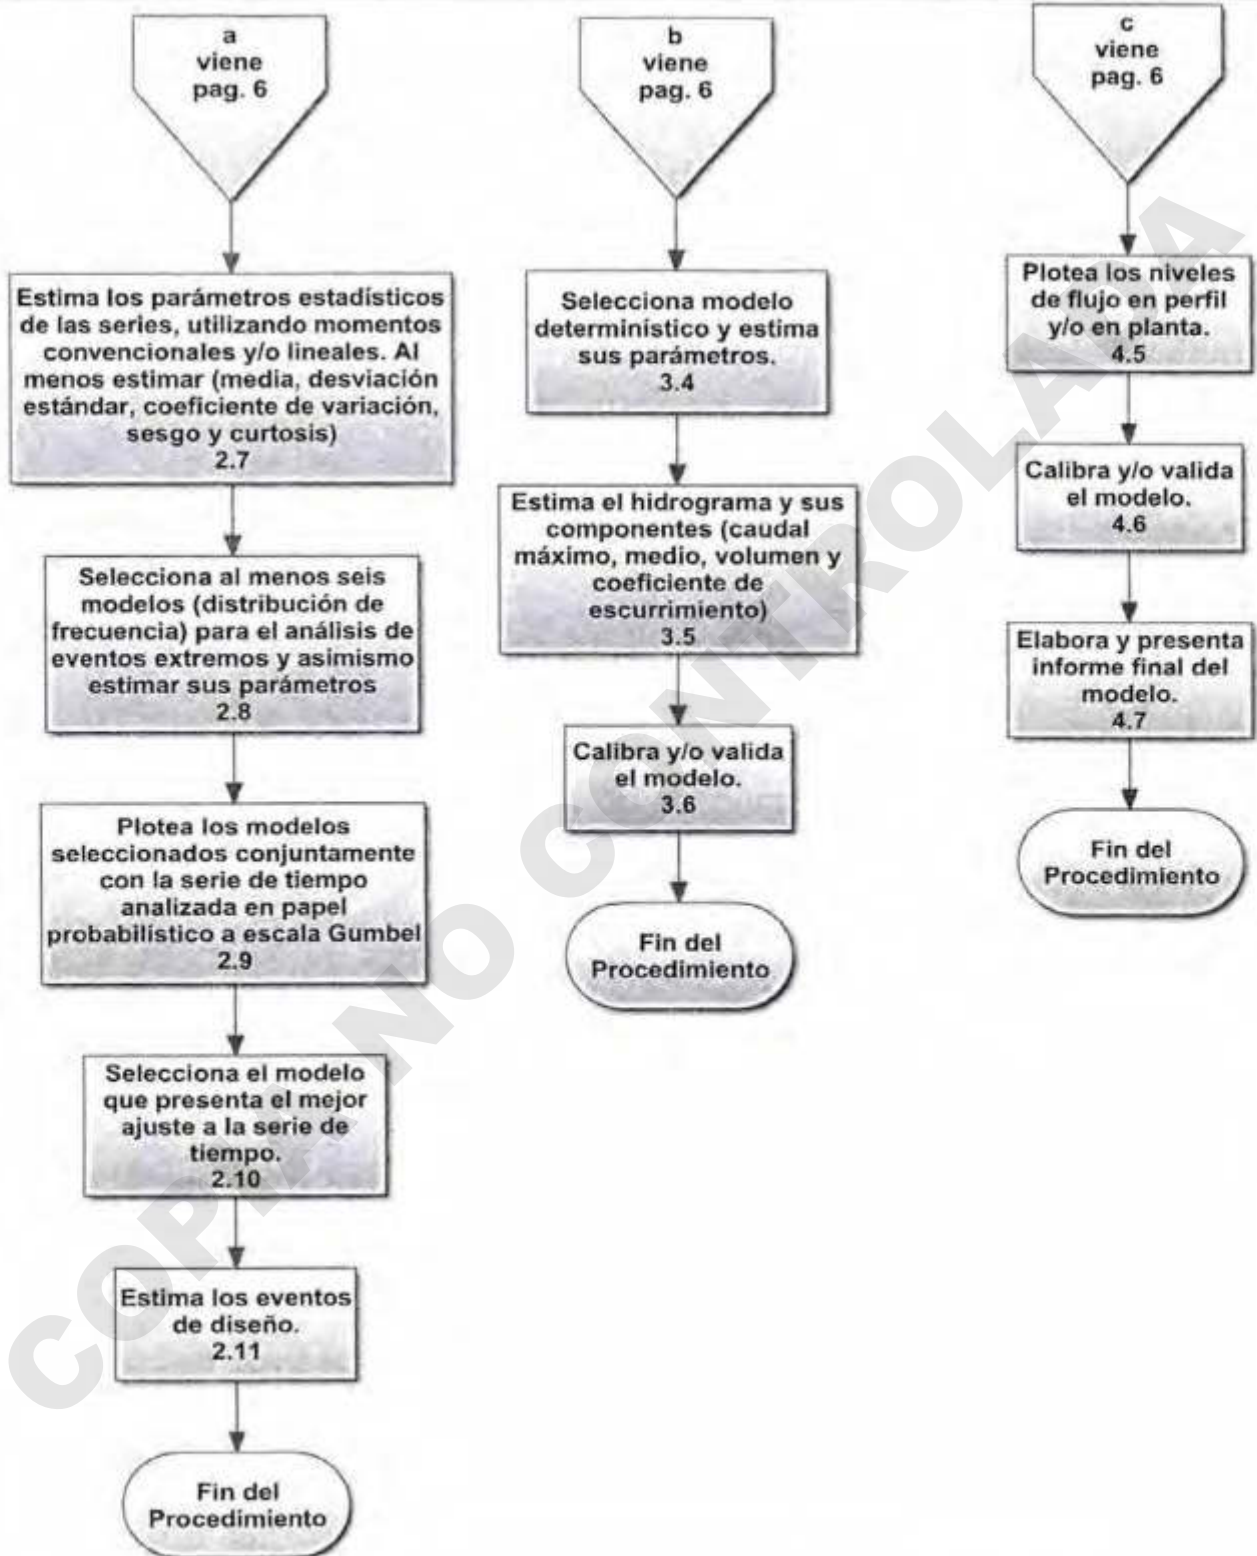 a
viene
pag. 6
Estima los parámetros estadísticos
de las series, utilizando momentos
convencionales y/o lineales. Al
menos estimar (media, desviación
estándar, coeficiente de variación,
sesgo y curtosis)
2.7
Selecciona al menos seis
modelos (distribución de
frecuencia) para el análisis de
eventos extremos y asimismo
estimar sus parámetros
2.8
Plotea los modelos
seleccionados conjuntamente
con la serie de tiempo
analizada en papel
probabilístico a escala Gumbel
2.9
Selecciona el modelo
que presenta el mejor
ajuste a la serie de
tiempo.
2.10
Estima los eventos
de diseño.
2.11
Fin del
Procedimiento
b
viene
pag. 6
Selecciona modelo
determinístico y estima
sus parámetros.
3.4
Estima el hidrograma y sus
componentes (caudal
máximo, medio, volumen y
coeficiente de
escurrimiento)
3.5
Calibra y/o valida
el modelo.
3.6
Fin del
Procedimiento
c
viene
pag. 6
Plotea los niveles
de flujo en perfil
y/o en planta.
4.5
Calibra y/o valida
el modelo.
4.6
Elabora y presenta
informe final del
modelo.
4.7
Fin del
Procedimiento
COPIA NO CONTROLADA